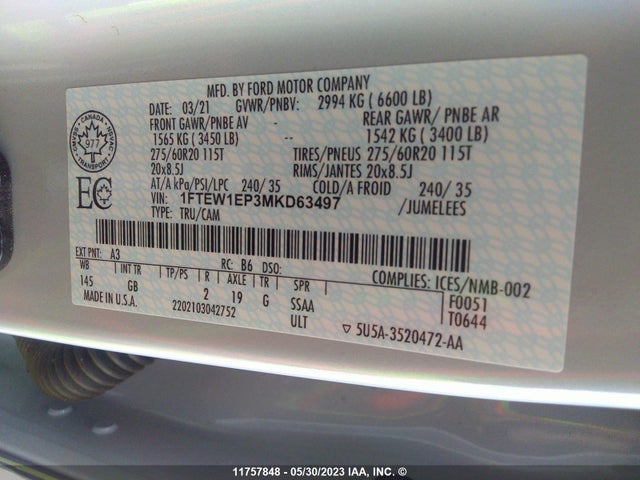 MFD. BY FORD MOTOR COMPANY
DATE: 03/21 GVWR/PNBV: 2994 KG ( 6600 LB)
FRONT GAWR/PNBE AV - REAR GAWR/ PNBE AR
1565 KG ( 3450 LB) -- 1542 KG ( 3400 LB)
275/60R20 115T TIRES/PNEUS 275/60R20 115T
20x8.5J RIMS/JANTES 20x8.5J
AT/A kPa/PSI/LPC 240/ 35 COLD/A FROID 240/ 35
VIN: 1FTEW1EP3MKD63497 /JUMELEES
TYPE: TRU/CAM
CANADA
977
TRANSPORT
EC
EXT PNT: A3 RC: B6 DSO: COMPLIES: ICES/NMB-002
WB INT TR TP/PS R AXLE TR SPR F0051
145 GB 2 19 G SSAA T0644
MADE IN U.S.A. 2202103042752 ULT ▽ 5U5A-3520472-AA
11757848 - 05/30/2023 IAA, INC. ©